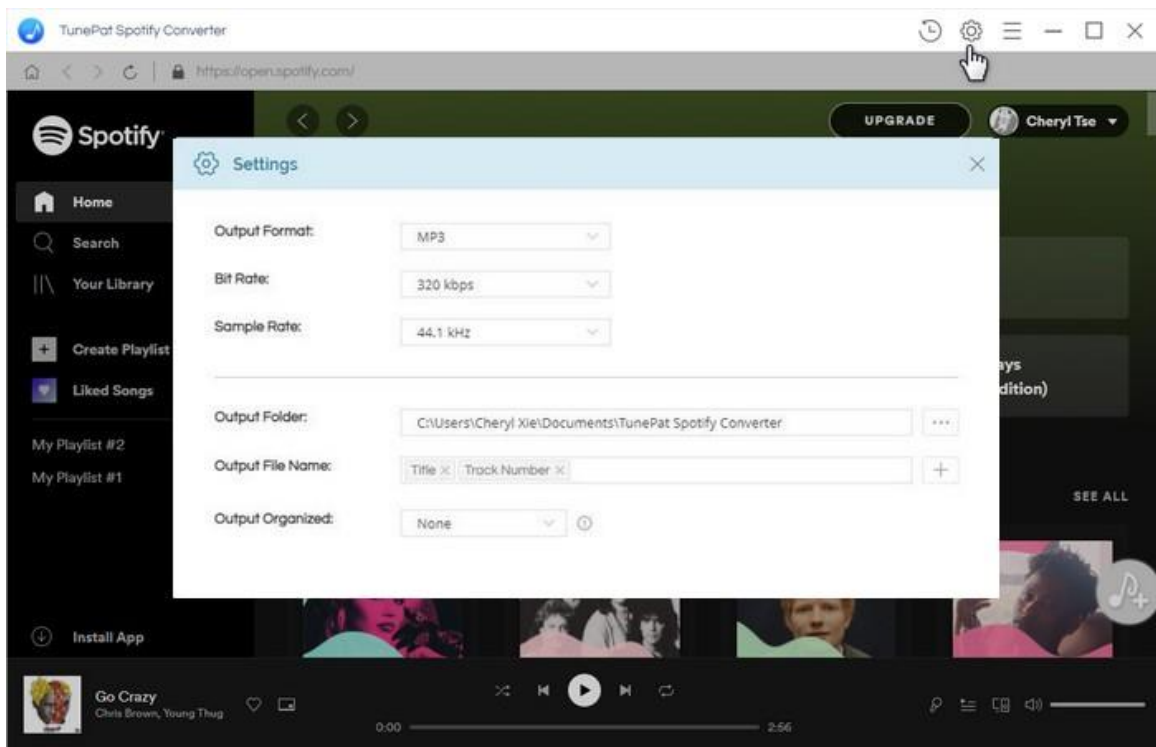 TunePat Spotify Converter
https://open.spotify.com/
Spotify
UPGRADE
Cheryl Tse
Settings
Home
Search
Your Library
Create Playlist
Liked Songs
My Playlist #2
My Playlist #1
Install App
Output Format: MP3
Bit Rate: 320 kbps
Sample Rate: 44.1 kHz
Output Folder: C:\Users\Cheryl Xie\Documents\TunePat Spotify Converter
Output File Name: Title Track Number
Output Organized: None
ays
dition)
SEE ALL
Go Crazy
Chris Brown, Young Thug
0:00
2:56